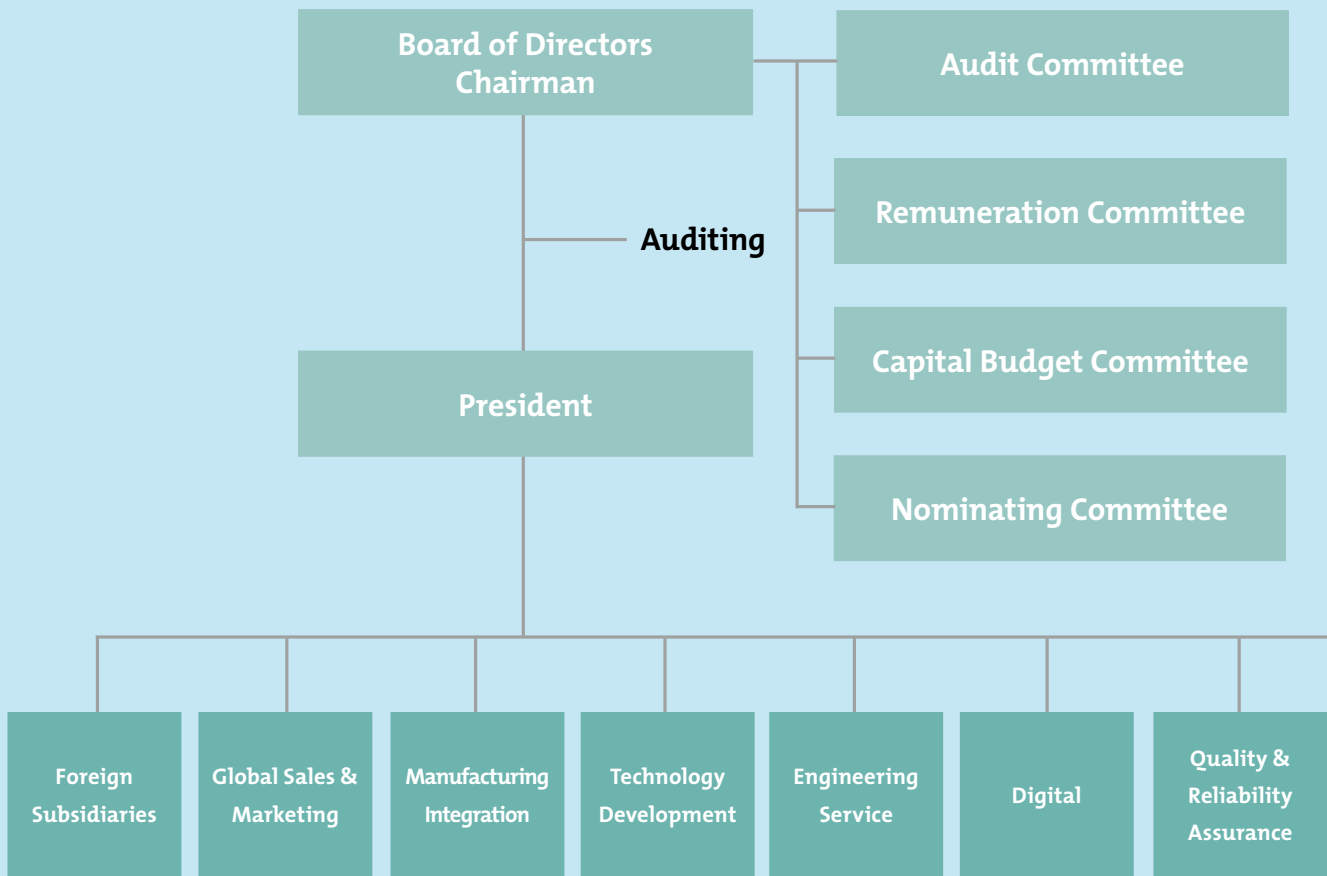 Board of Directors
Chairman
Audit Committee
Remuneration Committee
Auditing
Capital Budget Committee
President
Nominating Committee
Foreign
Subsidiaries
Global Sales &
Marketing
Manufacturing
Integration
Technology
Development
Engineering
Service
Digital
Quality &
Reliability
Assurance